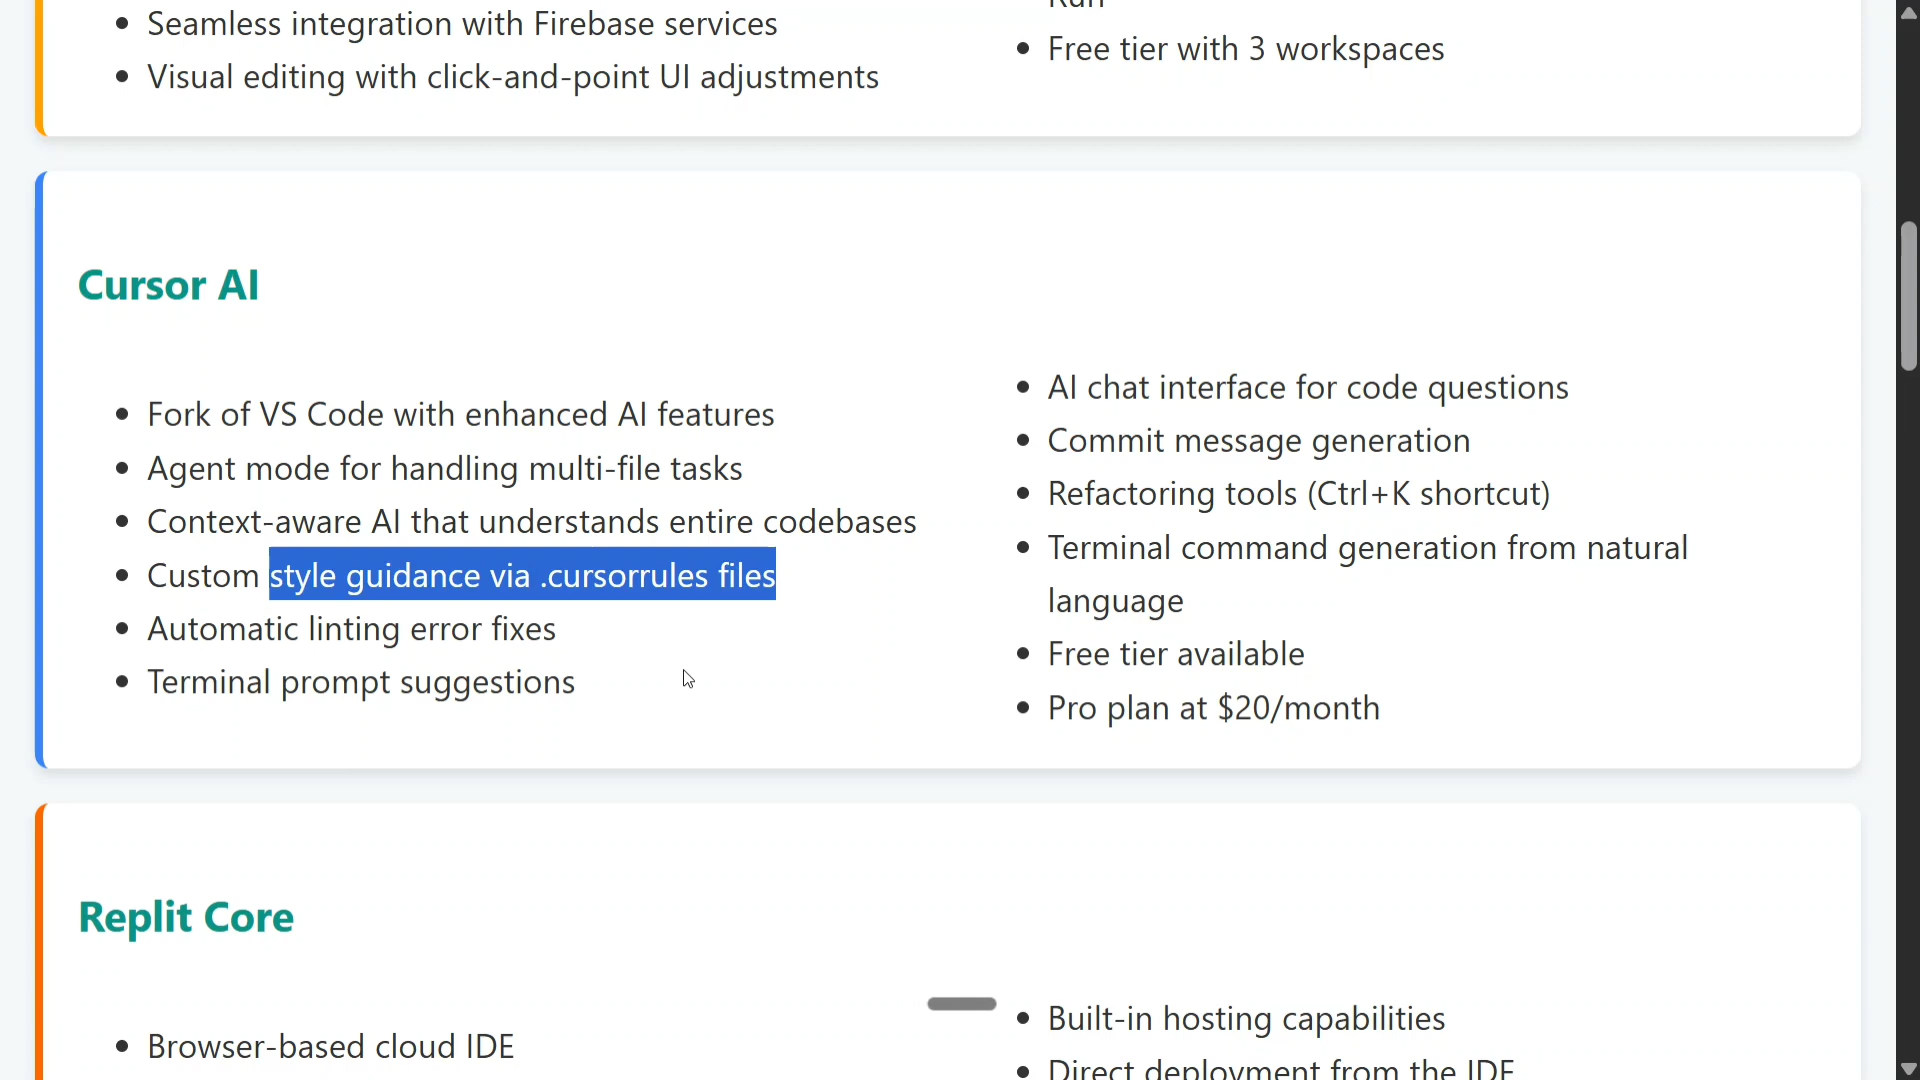 Seamless integration with Firebase services
Visual editing with click-and-point UI adjustments
Run
Free tier with 3 workspaces
Cursor AI
Fork of VS Code with enhanced AI features
Agent mode for handling multi-file tasks
Context-aware AI that understands entire codebases
Custom style guidance via .cursorrules files
Automatic linting error fixes
Terminal prompt suggestions
AI chat interface for code questions
Commit message generation
Refactoring tools (Ctrl+K shortcut)
Terminal command generation from natural
language
Free tier available
Pro plan at $20/month
Replit Core
Browser-based cloud IDE
Built-in hosting capabilities
Direct deployment from the IDE